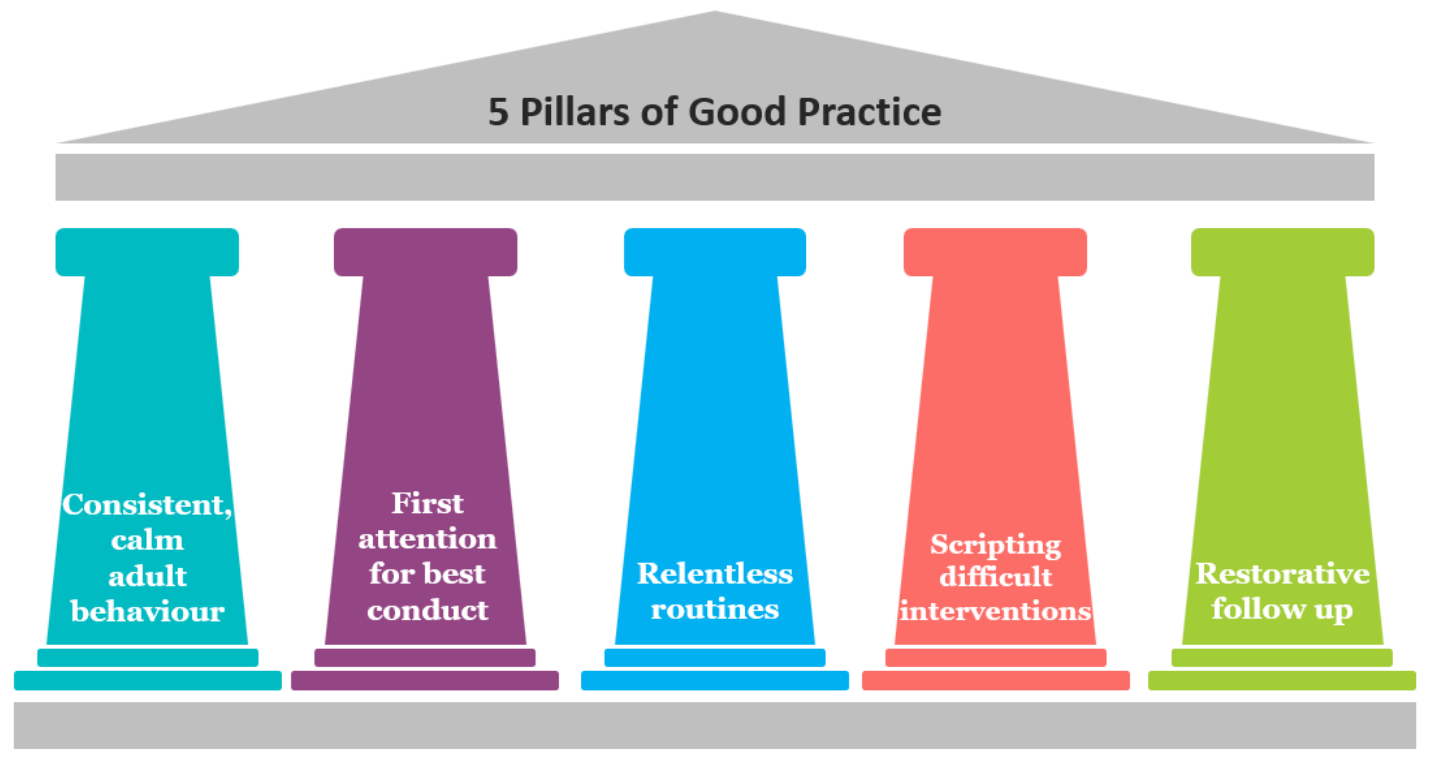 5 Pillars of Good Practice
Consistent,
calm
adult
behaviour
First
attention
for best
conduct
Relentless
routines
Scripting
difficult
interventions
Restorative
follow up